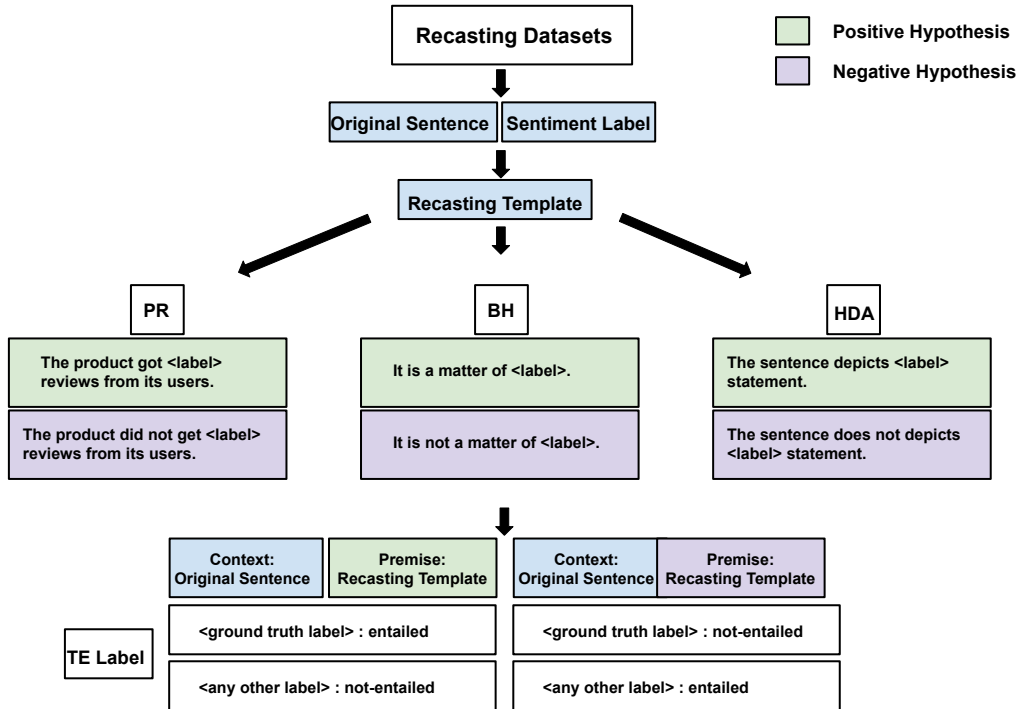 Recasting Datasets
Positive Hypothesis
Negative Hypothesis
Original Sentence
Sentiment Label
Recasting Template
PR
BH
HDA
The product got <label>
reviews from its users.
It is a matter of <label>.
The sentence depicts <label>
statement.
The product did not get <label>
reviews from its users.
It is not a matter of <label>.
The sentence does not depicts
<label> statement.
Context:
Original Sentence
Premise:
Recasting Template
Context:
Original Sentence
Premise:
Recasting Template
TE Label
<ground truth label> : entailed
<ground truth label> : not-entailed
<any other label> : not-entailed
<any other label> : entailed